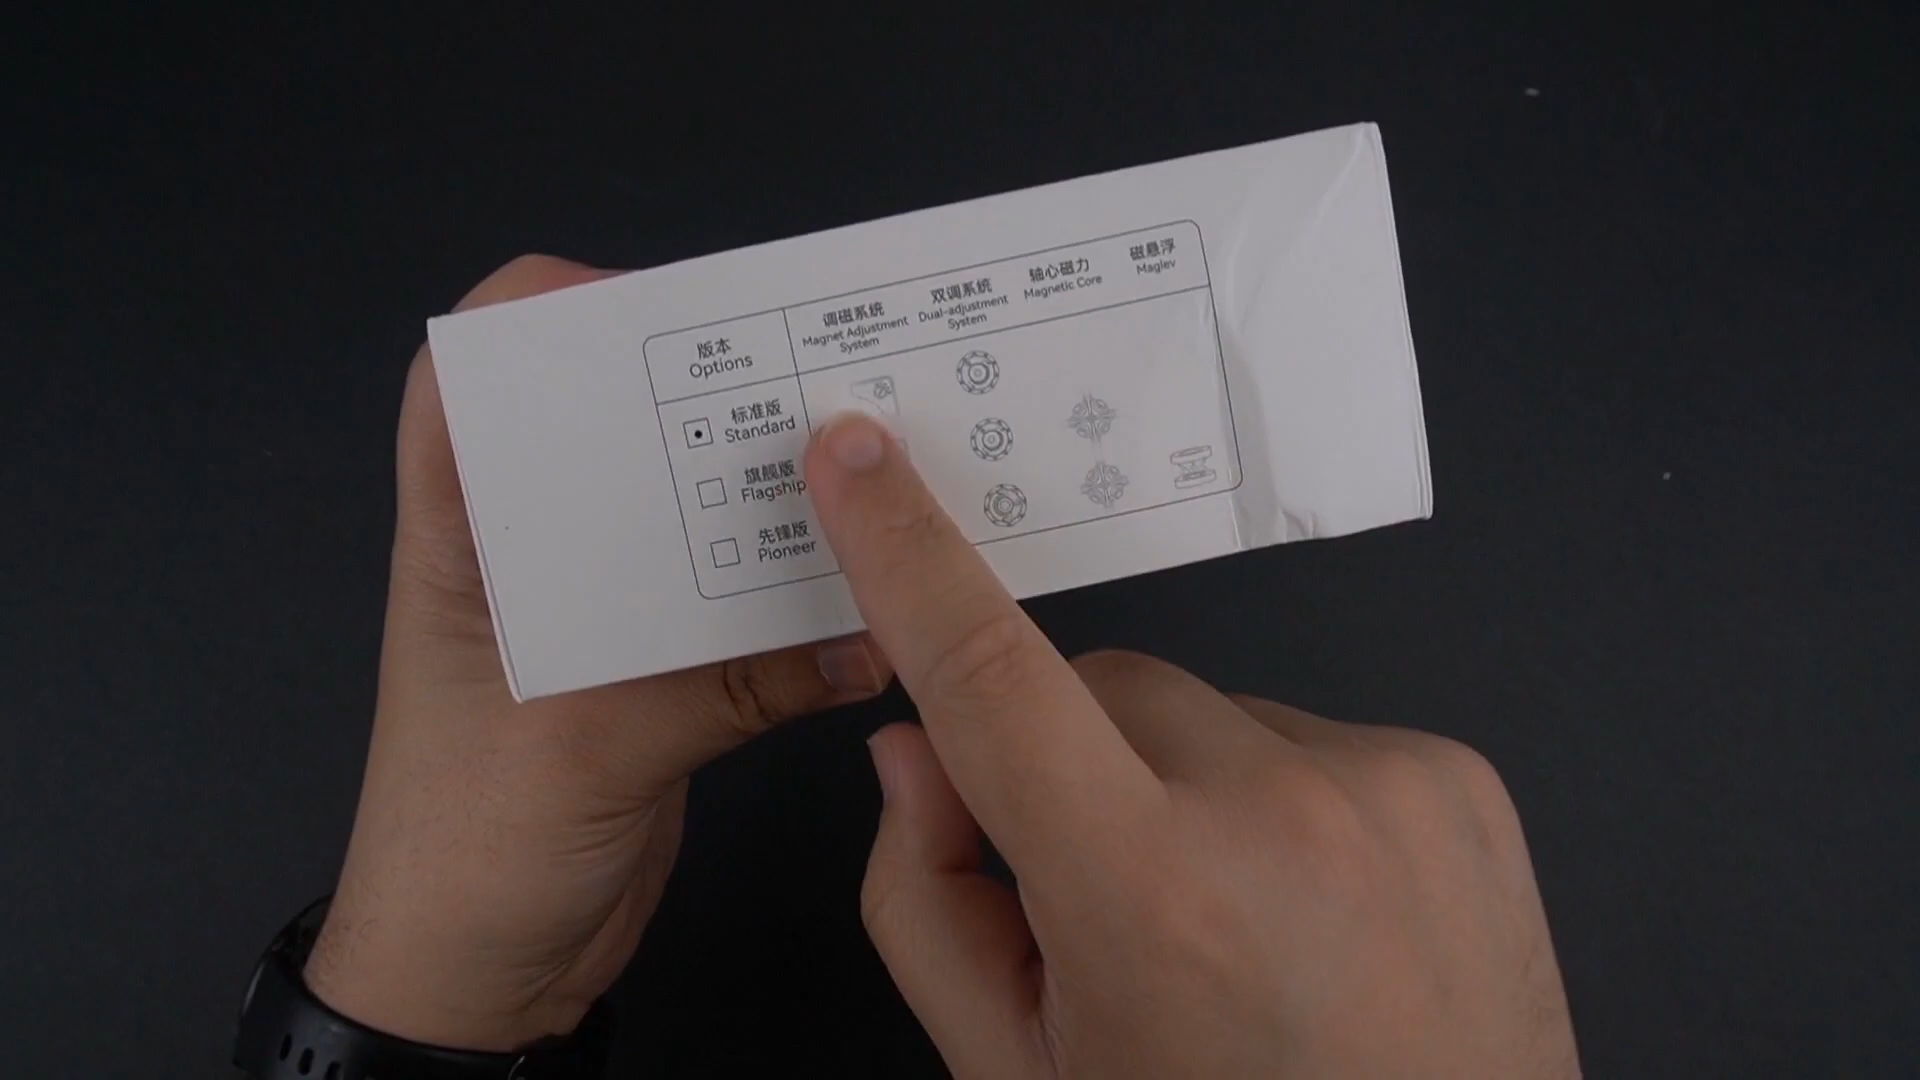 版本
Options
调磁系统
Magnet Adjustment
System
双调系统
Dual-adjustment
System
轴心磁力
Magnetic Core
磁悬浮
Maglev
标准版
Standard
旗舰版
Flagship
先锋版
Pioneer